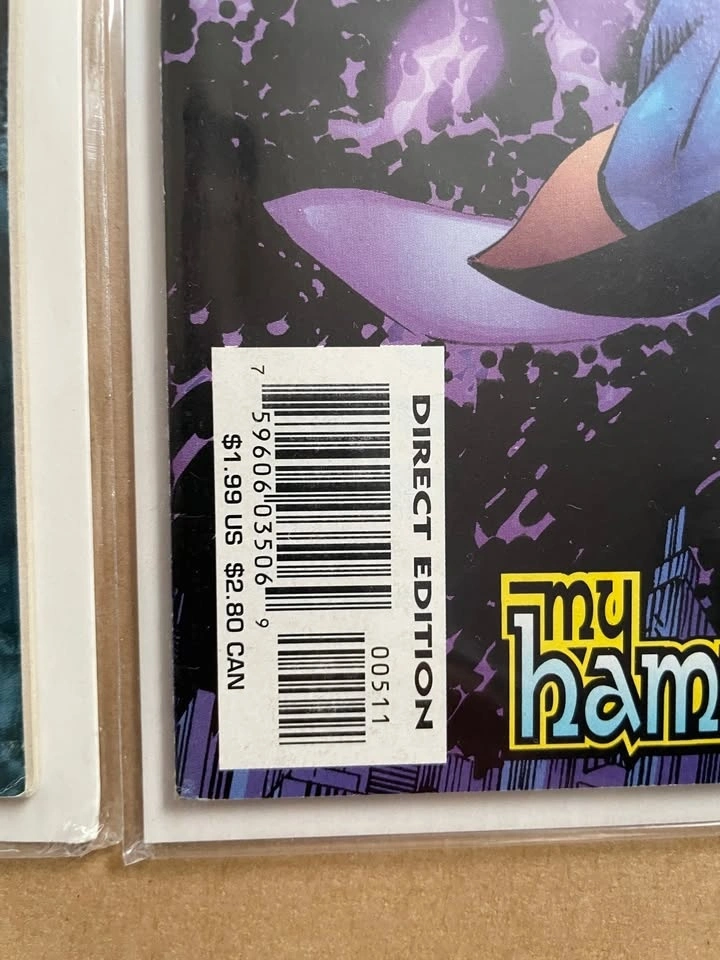 DIRECT EDITION
00511
7 59606 03506 9
$1.99 US $2.80 CAN
my
ham